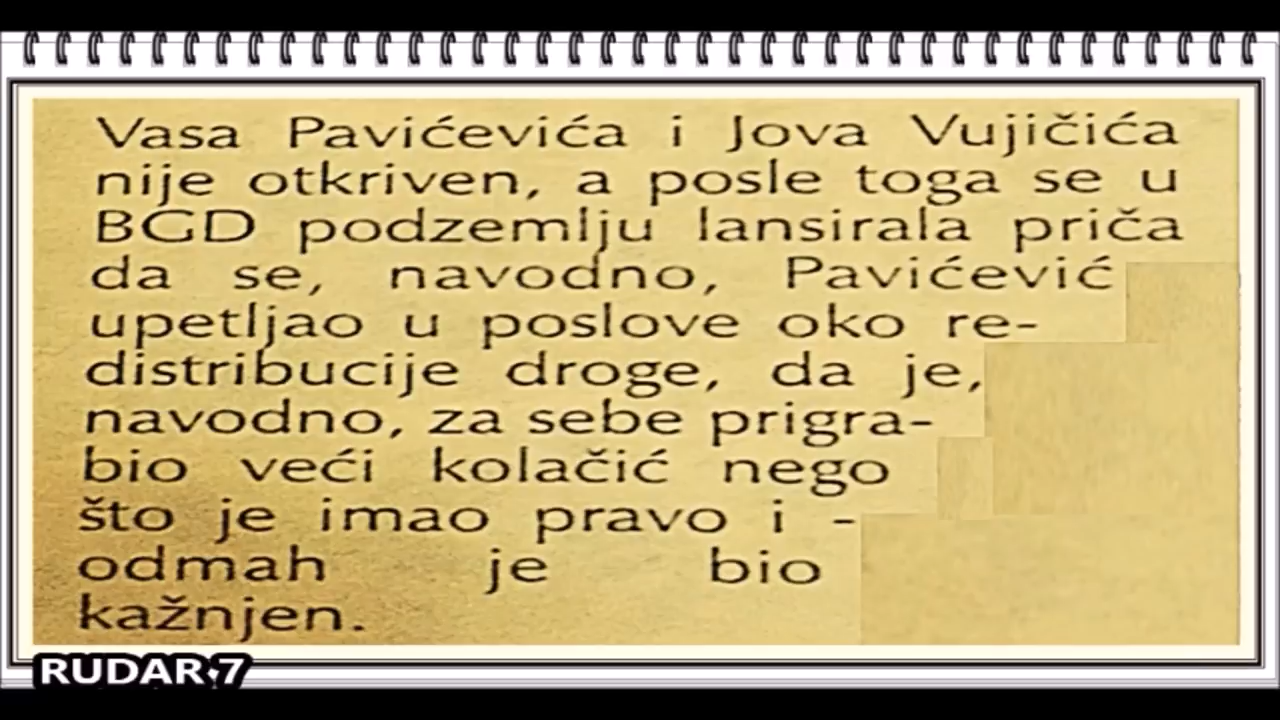 Vasa Pavićevića i Jova Vujičića
nije otkriven, a posle toga se u
BGD podzemlju lansirala priča
da se, navodno, Pavićević
upetljao u poslove oko re-
distribucije droge, da je,
navodno, za sebe prigra-
bio veći kolačić nego
što je imao pravo i -
odmah je bio
kažnjen.
RUDAR 7